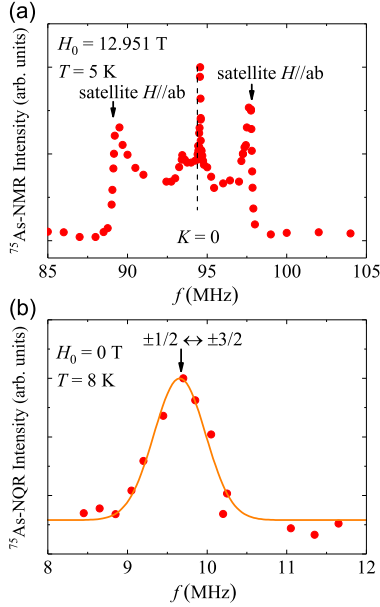 (a)
H₀ = 12.951 T
T = 5 K
satellite H//ab
satellite H//ab
K = 0
⁷⁵As-NMR Intensity (arb. units)
85 90 95 100 105
f (MHz)
(b)
±1/2 ↔ ±3/2
H₀ = 0 T
T = 8 K
⁷⁵As-NQR Intensity (arb. units)
8 9 10 11 12
f (MHz)